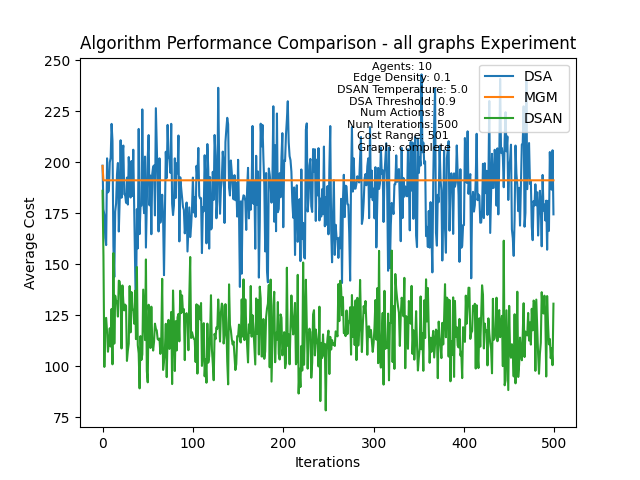 Algorithm Performance Comparison - all graphs Experiment
250
225
200
175
150
125
100
75
Average Cost
Agents: 10
Edge Density: 0.1
DSAN Temperature: 5.0
DSA Threshold: 0.9
Num Actions: 8
Num Iterations: 500
Cost Range: 501
Graph: complete
DSA
MGM
DSAN
0
100
200
300
400
500
Iterations